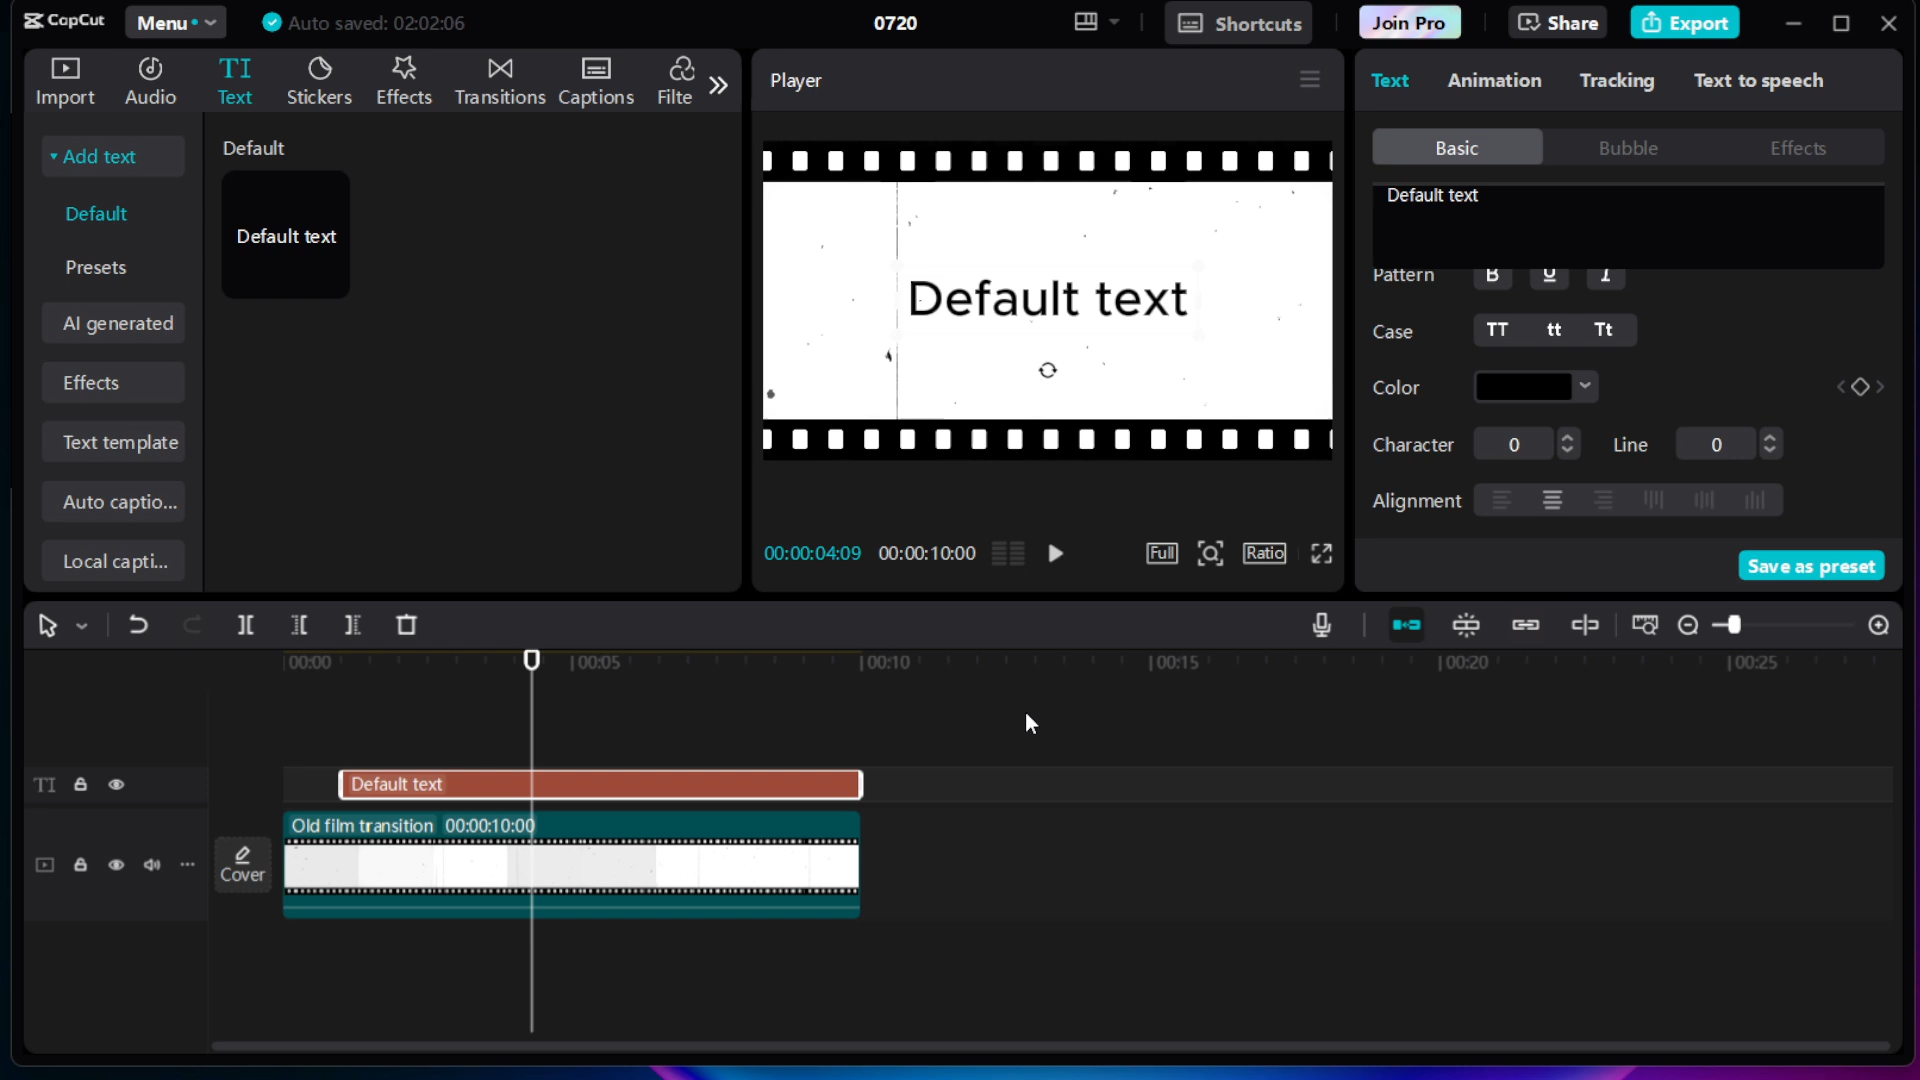 CapCut Menu Auto saved: 02:02:06 0720 Shortcuts Join Pro Share Export
Import Audio TI Text Stickers Effects Transitions Captions Filte
Add text
Default
Presets
AI generated
Effects
Text template
Auto captio...
Local capti...
Default
Default text
Player
Default text
00:00:04:09 00:00:10:00 Full Ratio
Text Animation Tracking Text to speech
Basic Bubble Effects
Default text
Pattern B U I
Case TT tt Tt
Color
Character 0 Line 0
Alignment
Save as preset
00:00 00:05 00:10 00:15 00:20 00:25
TI Default text
Old film transition 00:00:10:00
Cover